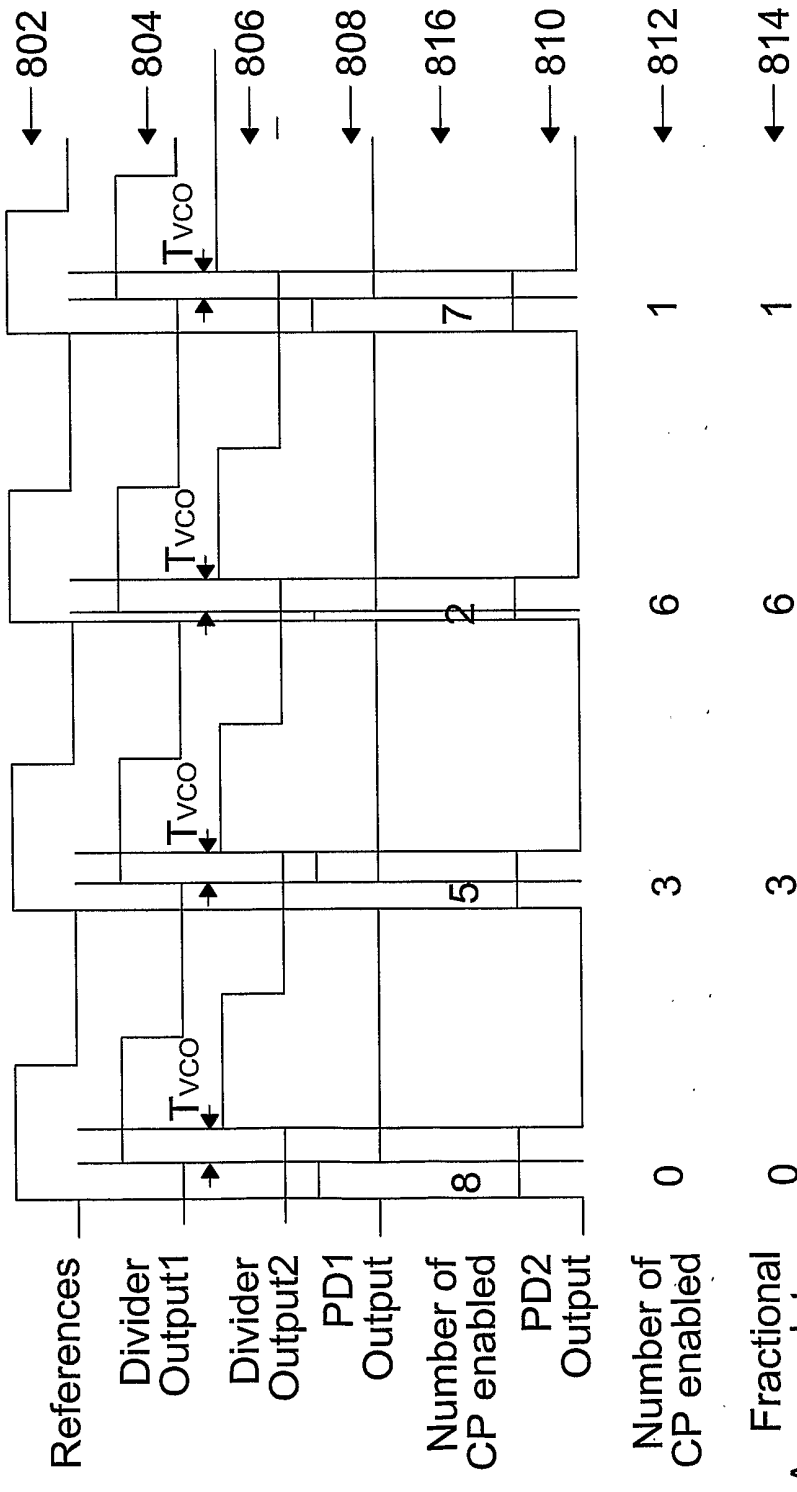 References 802
Divider
Output1 804
TVCO TVCO TVCO TVCO
Divider
Output2 806
PD1
Output 808
Number of
CP enabled 8 5 2 7 816
PD2
Output 810
Number of
CP enabled 0 3 6 1 812
Fractional 0 3 6 1 814